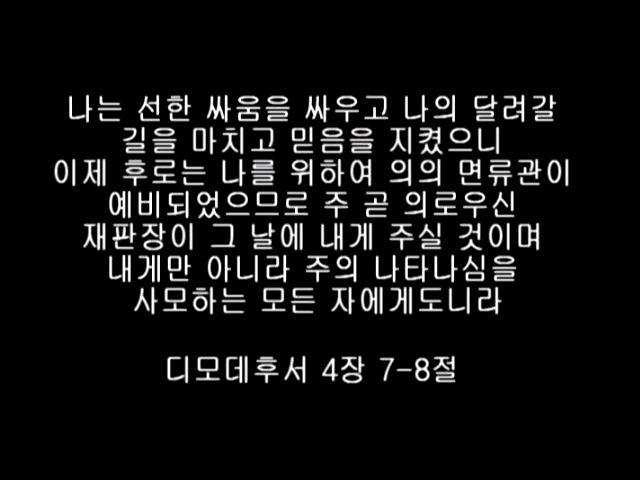 나는 선한 싸움을 싸우고 나의 달려갈
길을 마치고 믿음을 지켰으니
이제 후로는 나를 위하여 의의 면류관이
예비되었으므로 주 곧 의로우신
재판장이 그 날에 내게 주실 것이며
내게만 아니라 주의 나타나심을
사모하는 모든 자에게도니라
디모데후서 4장 7-8절